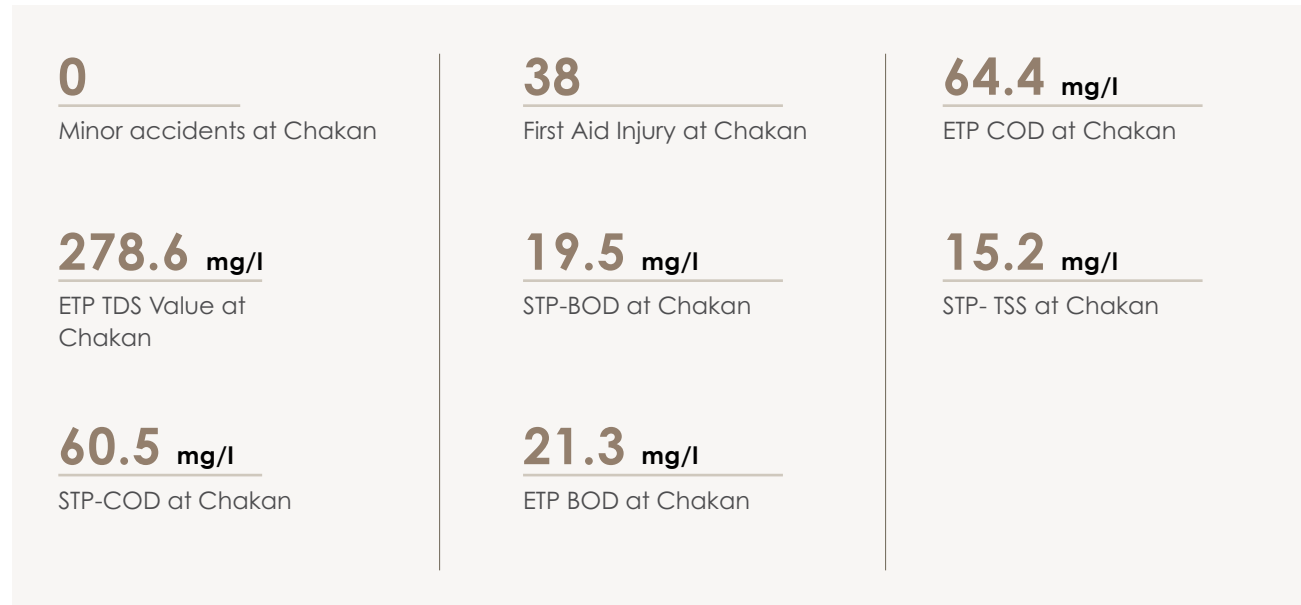 0
Minor accidents at Chakan
38
First Aid Injury at Chakan
64.4 mg/l
ETP COD at Chakan
278.6 mg/l
ETP TDS Value at
Chakan
19.5 mg/l
STP-BOD at Chakan
15.2 mg/l
STP- TSS at Chakan
60.5 mg/l
STP-COD at Chakan
21.3 mg/l
ETP BOD at Chakan